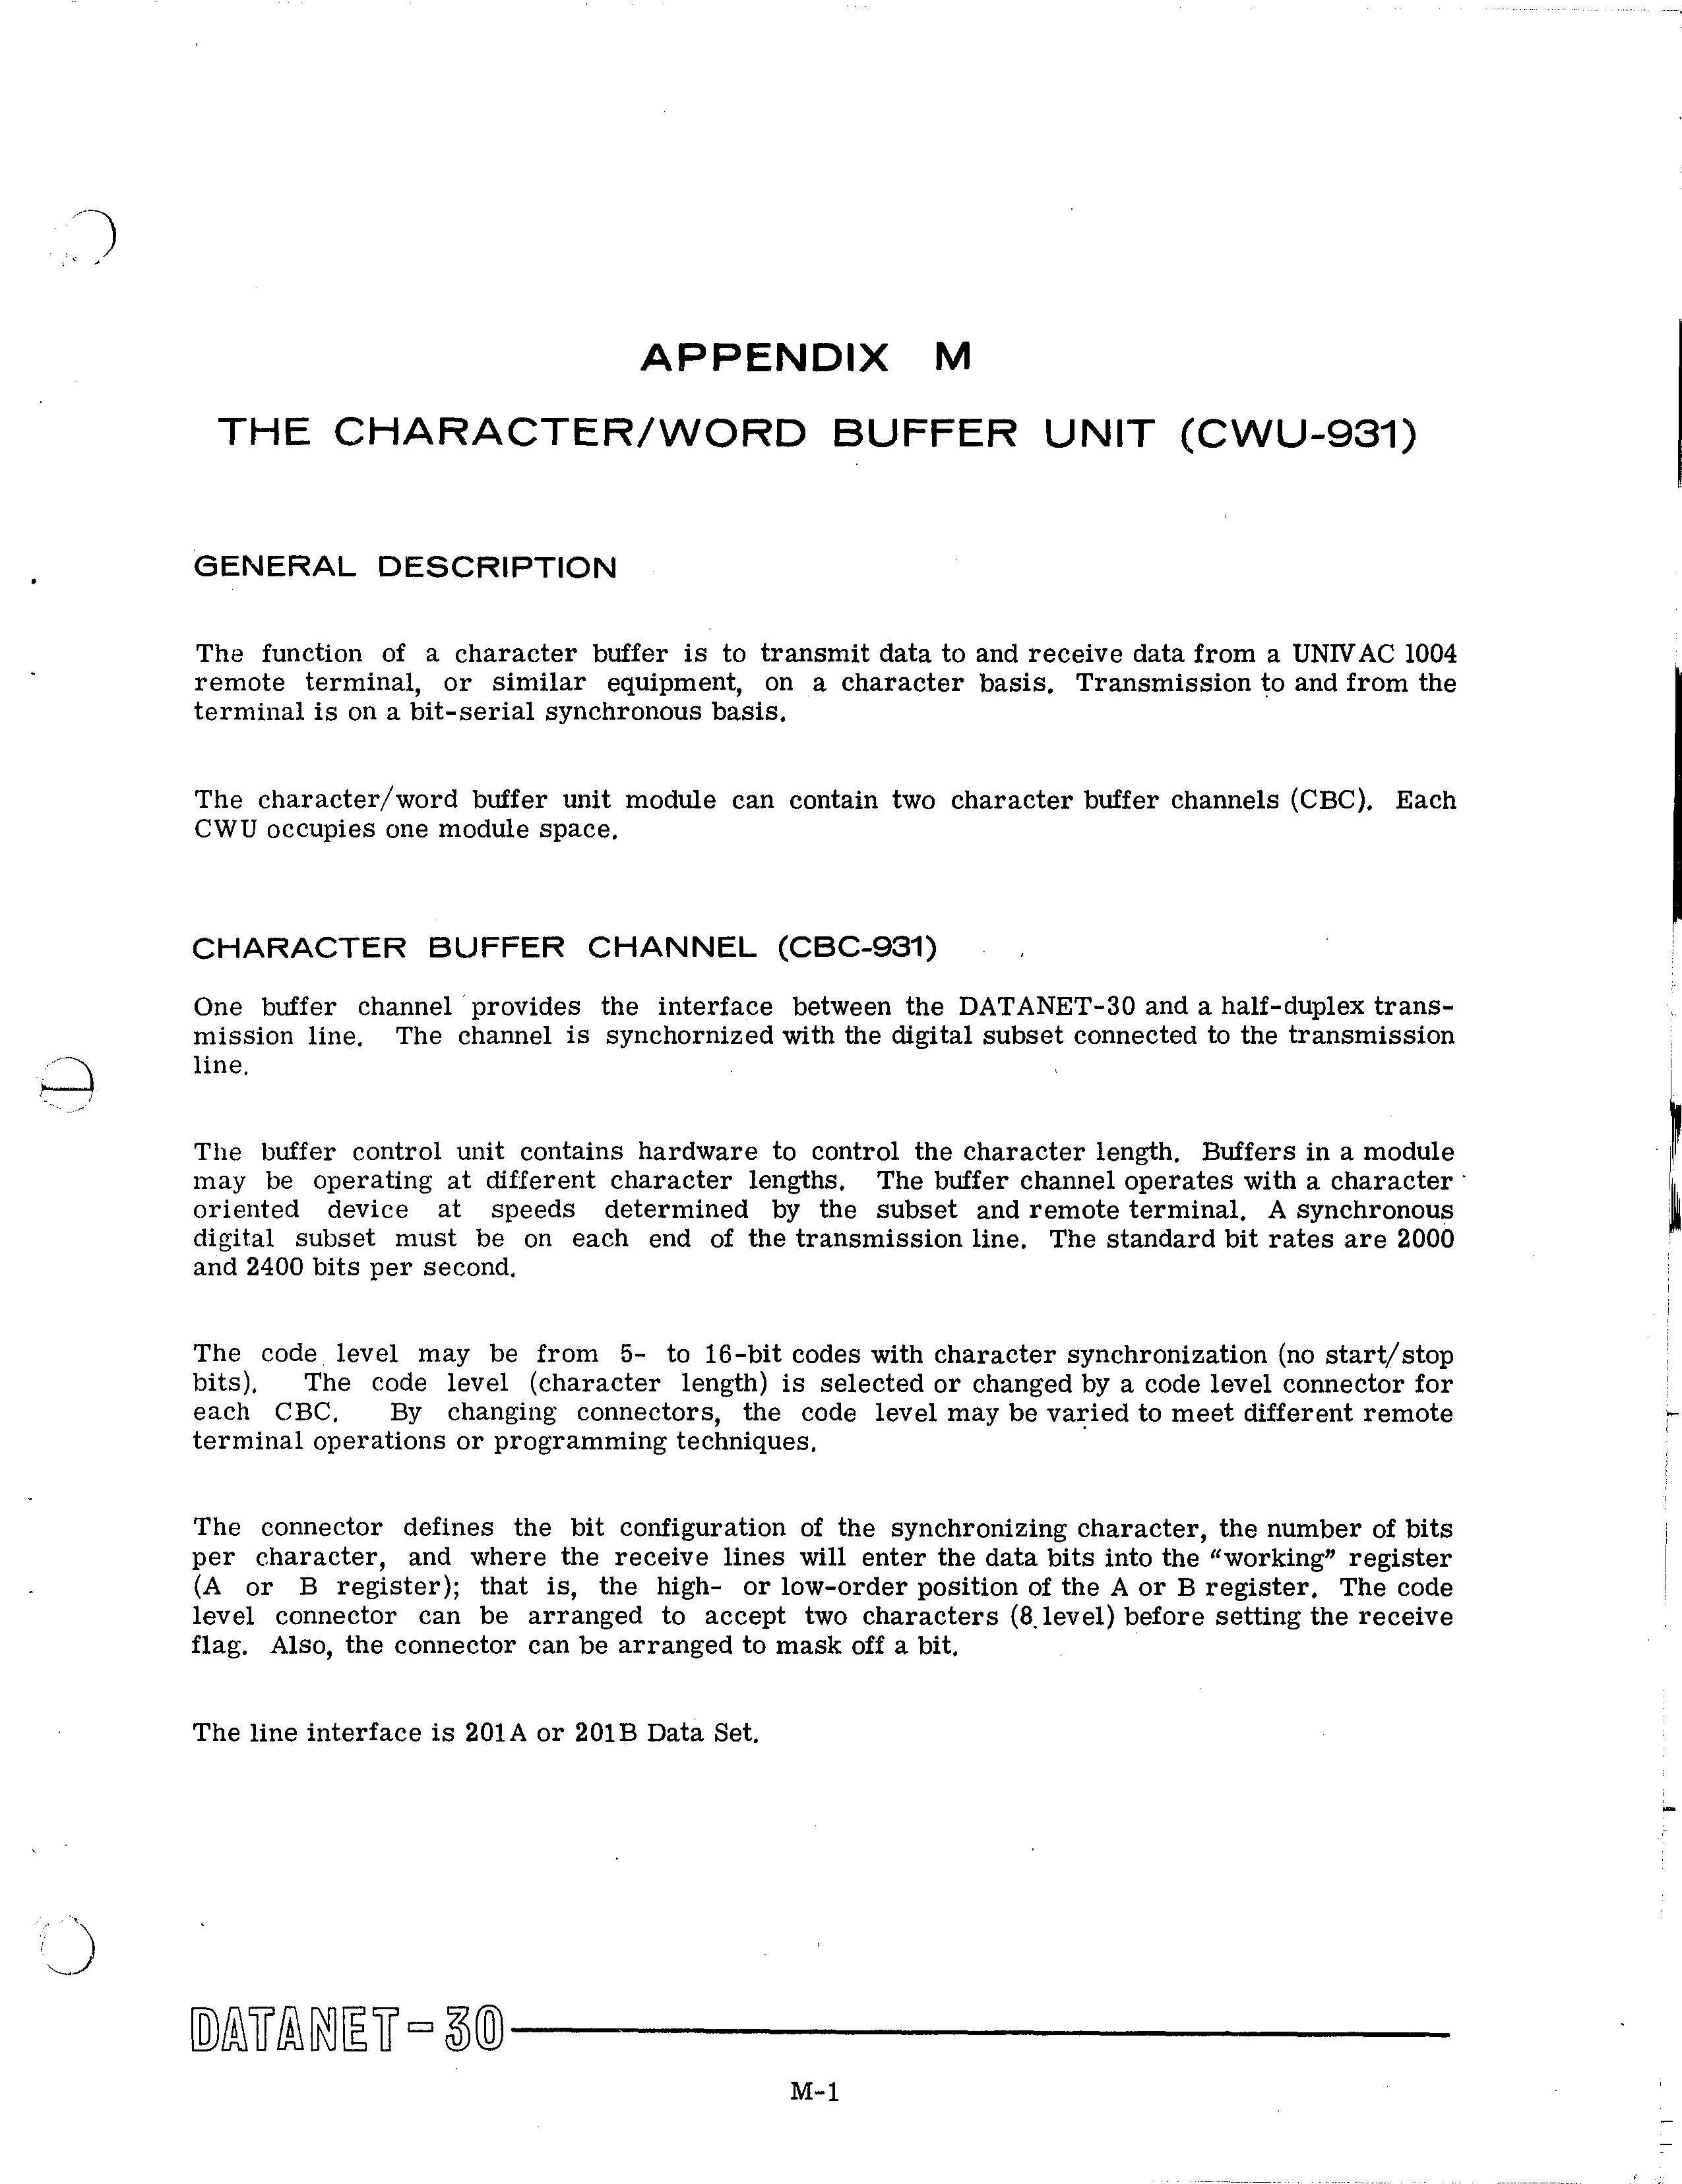 APPENDIX M
THE CHARACTER/WORD BUFFER UNIT (CWU-931)
GENERAL DESCRIPTION
The function of a character buffer is to transmit data to and receive data from a UNIVAC 1004
remote terminal, or similar equipment, on a character basis. Transmission to and from the
terminal is on a bit-serial synchronous basis.
The character/word buffer unit module can contain two character buffer channels (CBC). Each
CWU occupies one module space.
CHARACTER BUFFER CHANNEL (CBC-931)
One buffer channel provides the interface between the DATANET-30 and a half-duplex trans-
mission line. The channel is synchornized with the digital subset connected to the transmission
line.
The buffer control unit contains hardware to control the character length. Buffers in a module
may be operating at different character lengths. The buffer channel operates with a character
oriented device at speeds determined by the subset and remote terminal. A synchronous
digital subset must be on each end of the transmission line. The standard bit rates are 2000
and 2400 bits per second.
The code level may be from 5- to 16-bit codes with character synchronization (no start/stop
bits). The code level (character length) is selected or changed by a code level connector for
each CBC. By changing connectors, the code level may be varied to meet different remote
terminal operations or programming techniques.
The connector defines the bit configuration of the synchronizing character, the number of bits
per character, and where the receive lines will enter the data bits into the “working” register
(A or B register); that is, the high- or low-order position of the A or B register. The code
level connector can be arranged to accept two characters (8 level) before setting the receive
flag. Also, the connector can be arranged to mask off a bit.
The line interface is 201A or 201B Data Set.
DATANET-30
M-1